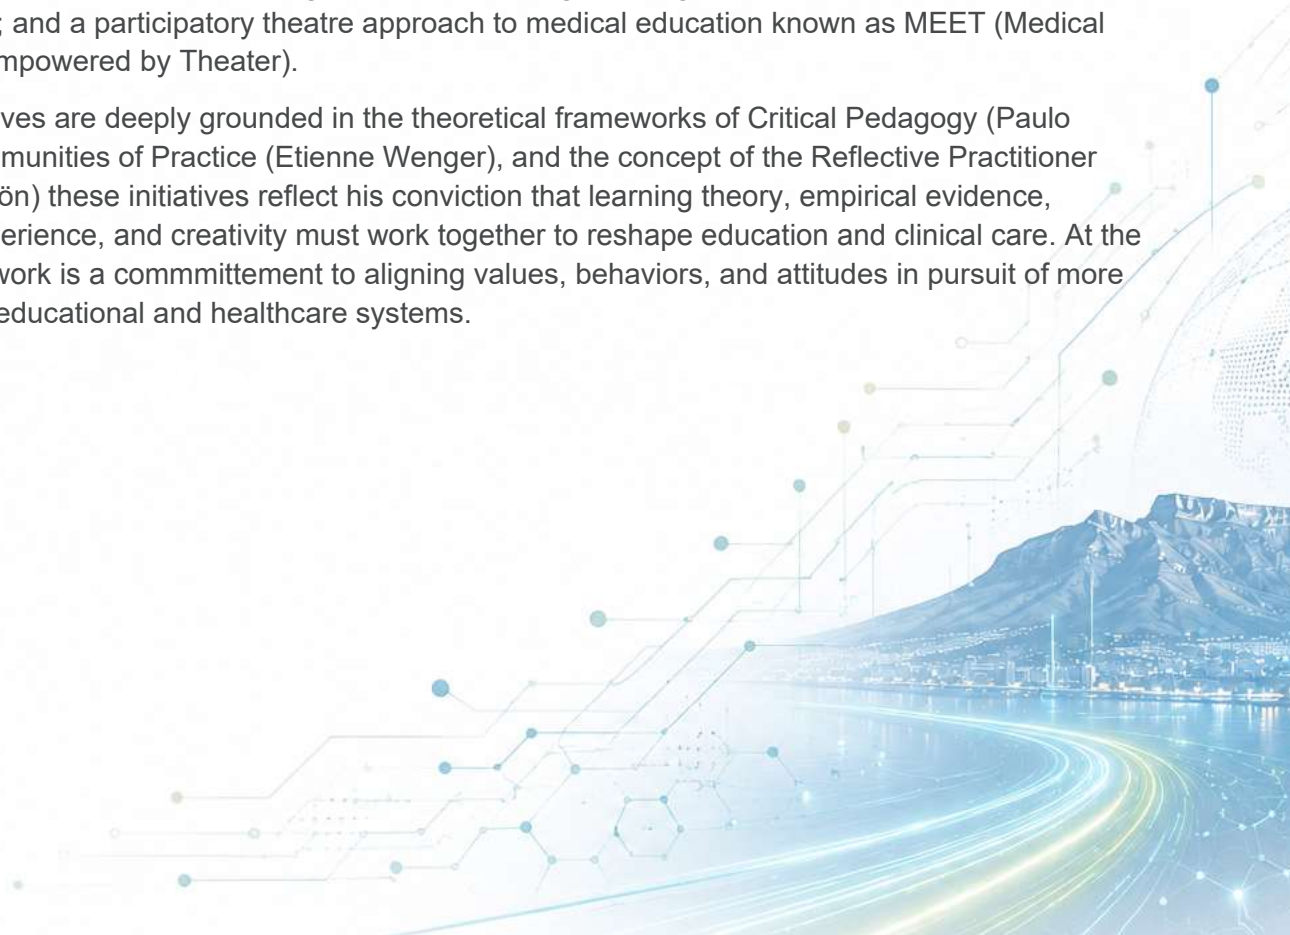 ; and a participatory theatre approach to medical education known as MEET (Medical
mpowered by Theater).
ves are deeply grounded in the theoretical frameworks of Critical Pedagogy (Paulo
munities of Practice (Etienne Wenger), and the concept of the Reflective Practitioner
ön) these initiatives reflect his conviction that learning theory, empirical evidence,
erience, and creativity must work together to reshape education and clinical care. At the
work is a commmittement to aligning values, behaviors, and attitudes in pursuit of more
educational and healthcare systems.